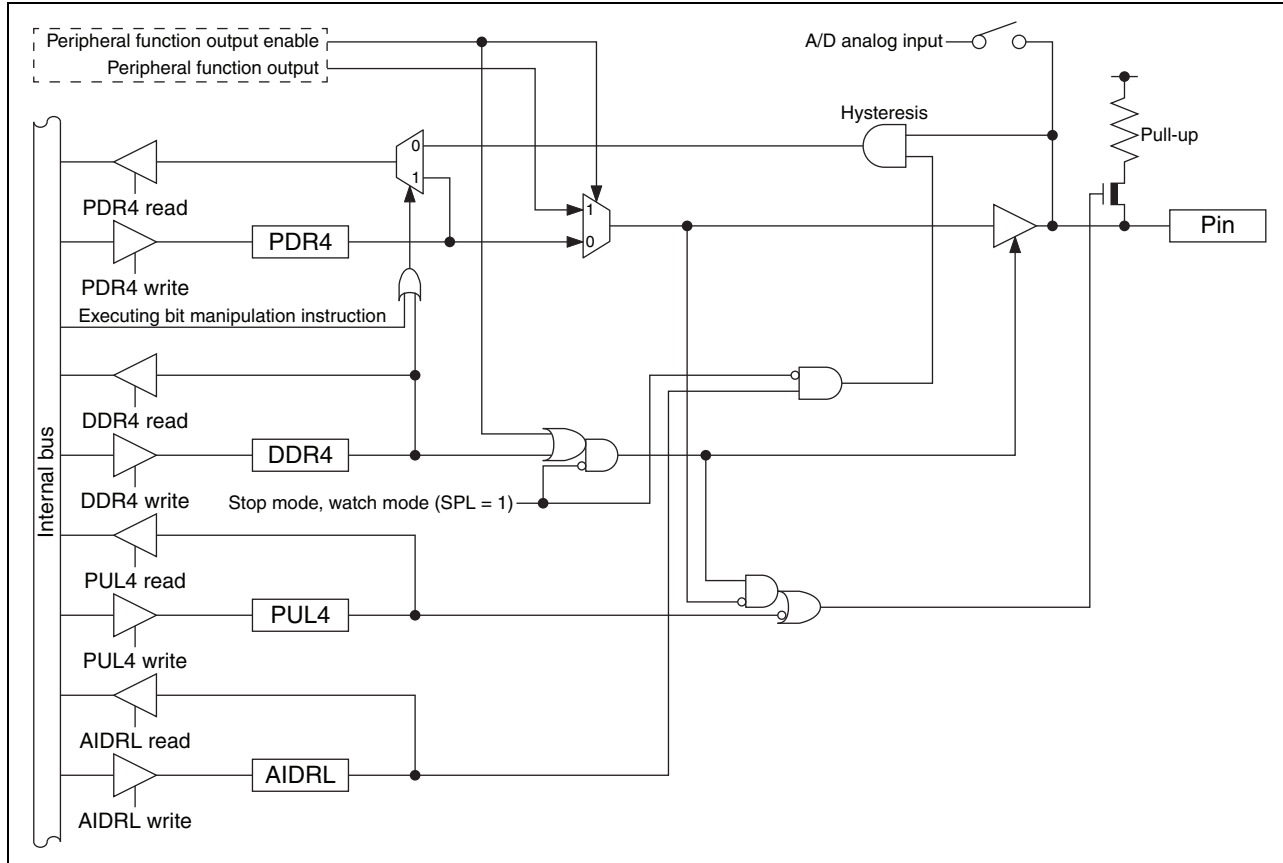 Peripheral function output enable
Peripheral function output
A/D analog input
Hysteresis
Pull-up
0
1
PDR4 read
PDR4
1
0
Pin
PDR4 write
Executing bit manipulation instruction
DDR4 read
DDR4
DDR4 write
Stop mode, watch mode (SPL = 1)
Internal bus
PUL4 read
PUL4
PUL4 write
AIDRL read
AIDRL
AIDRL write